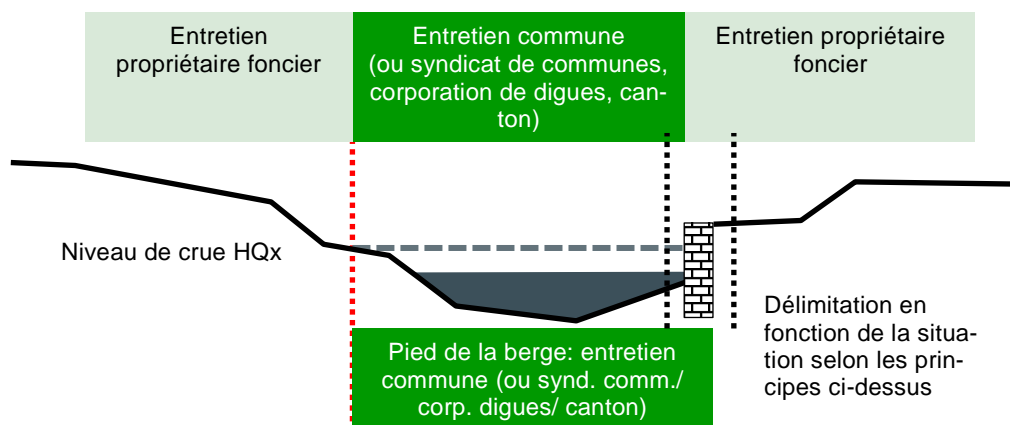 Entretien
propriétaire foncier
Entretien commune
(ou syndicat de communes,
corporation de digues, can-
ton)
Entretien propriétaire
foncier
Niveau de crue HQx
Délimitation en
fonction de la situa-
tion selon les prin-
cipes ci-dessus
Pied de la berge: entretien
commune (ou synd. comm./
corp. digues/ canton)